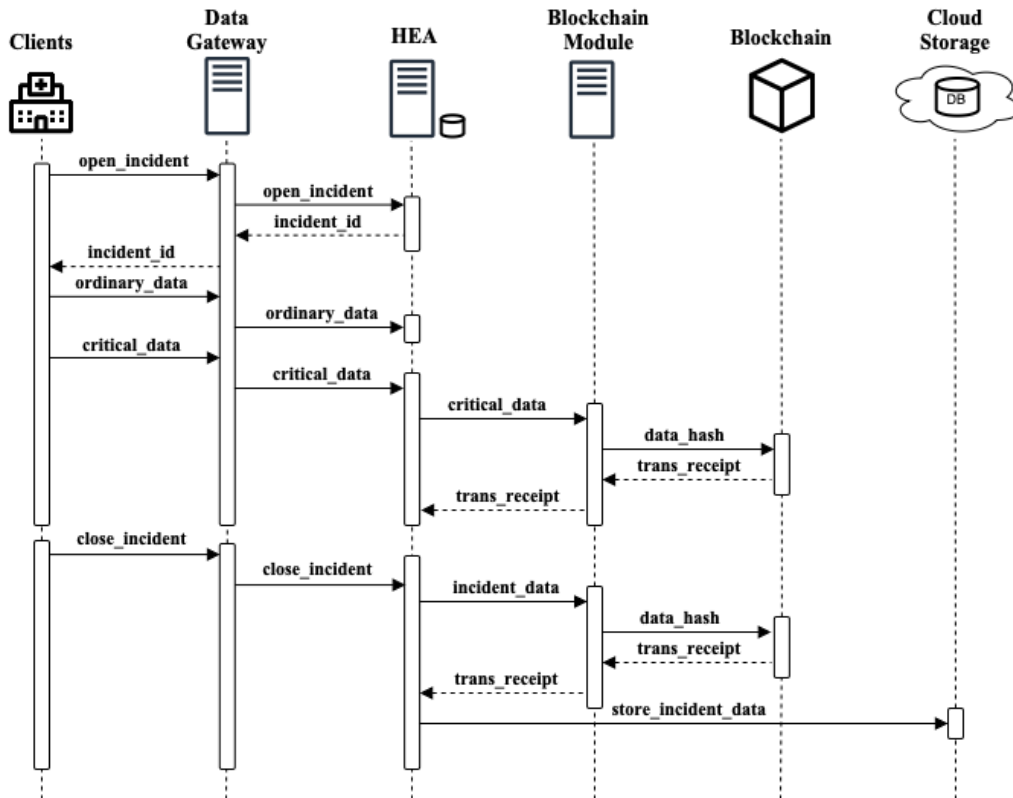 Clients
Data
Gateway
HEA
Blockchain
Module
Blockchain
Cloud
Storage
DB
open_incident
open_incident
incident_id
incident_id
ordinary_data
ordinary_data
critical_data
critical_data
critical_data
data_hash
trans_receipt
trans_receipt
close_incident
close_incident
incident_data
data_hash
trans_receipt
trans_receipt
store_incident_data